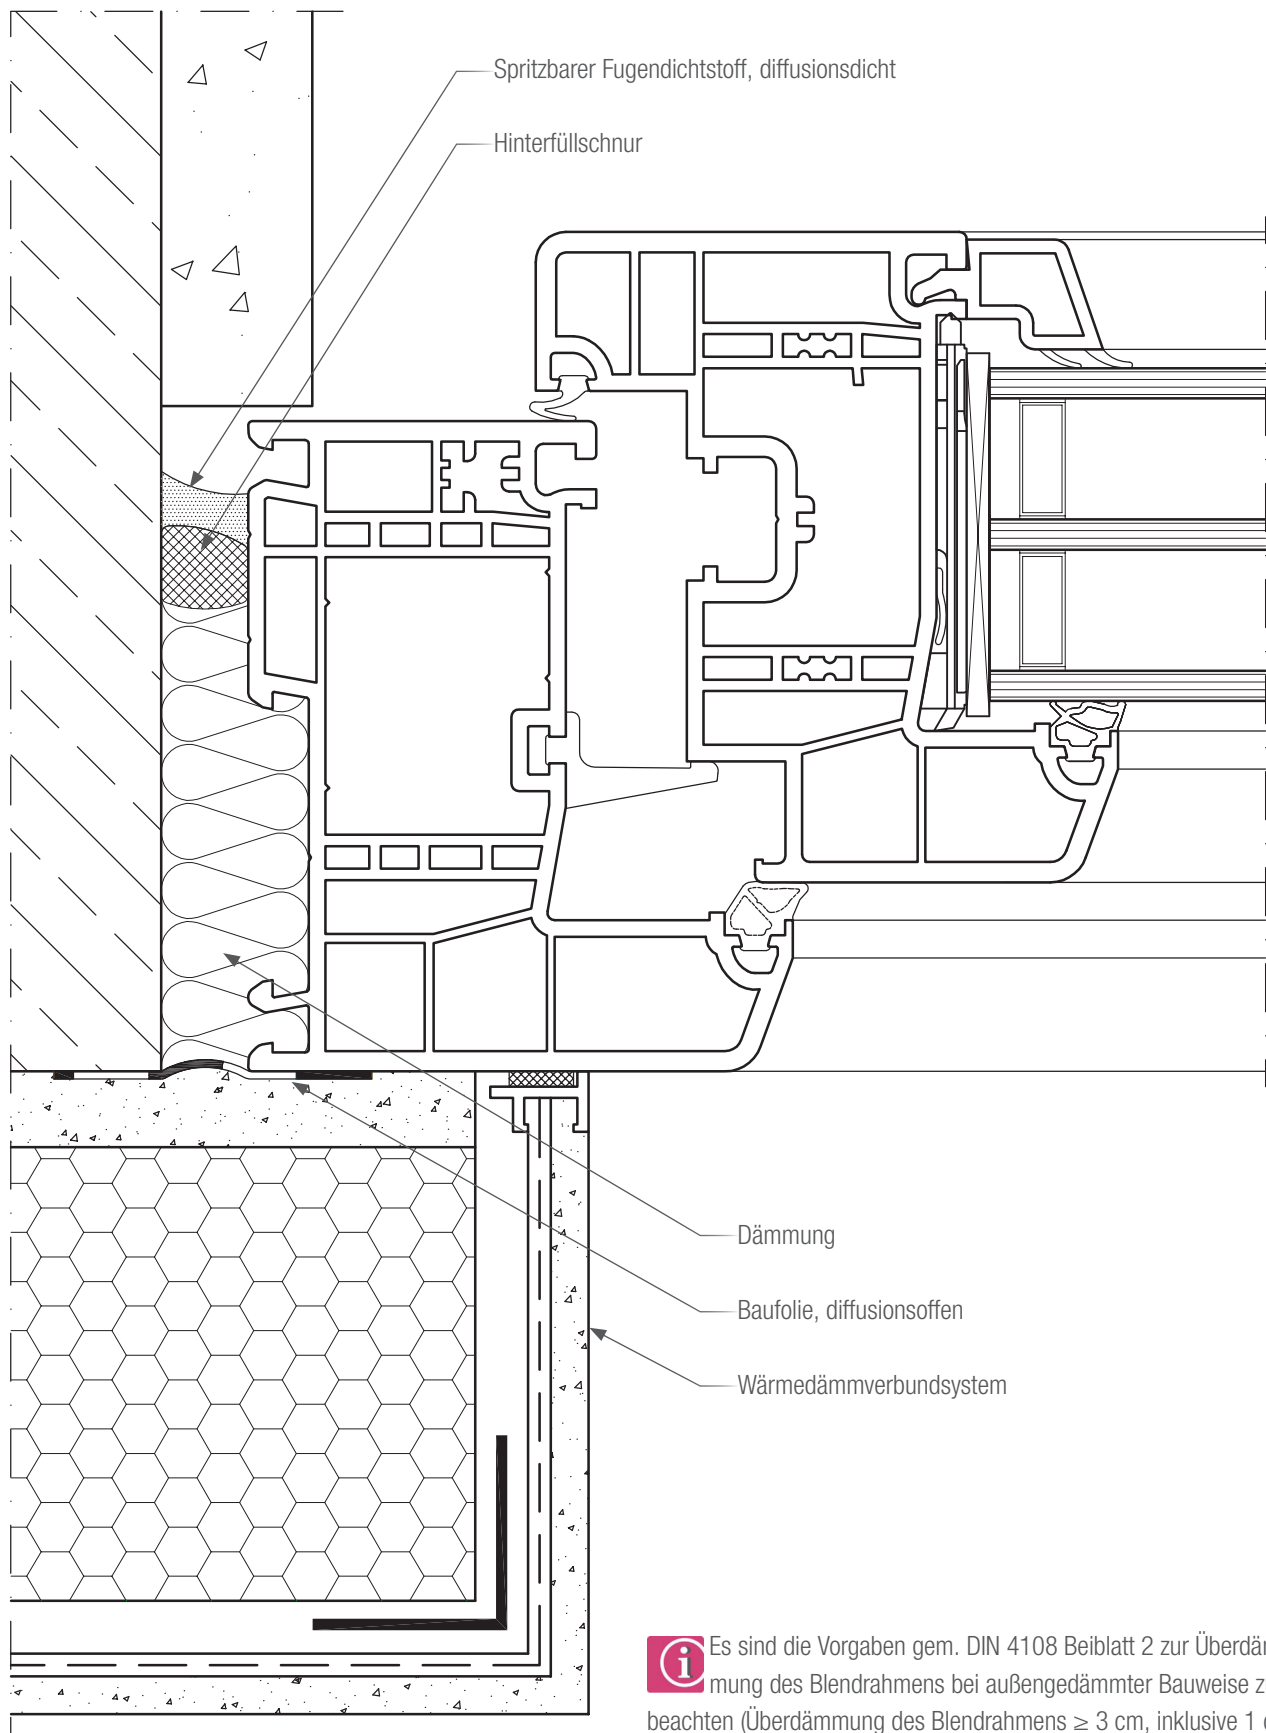 Spritzbarer Fugendichtstoff, diffusionsdicht
Hinterfüllschnur
Dämmung
Baufolie, diffusionsoffen
Wärmedämmverbundsystem
Es sind die Vorgaben gem. DIN 4108 Beiblatt 2 zur
mung des Blendrahmens bei außengedämmter Bauweise
beachten (Überdämmung des Blendrahmens ≥ 3 cm, inklusive 1